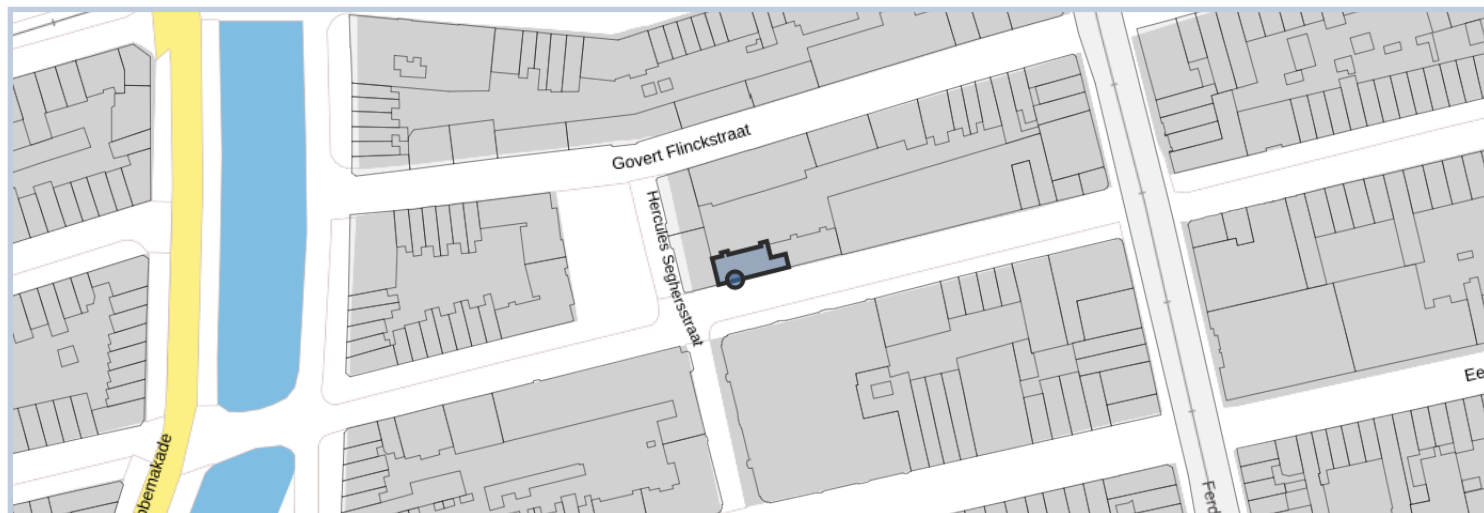 Govert Flinckstraat
Hercules Seghersstraat
Ee
obbemakade
Ferd